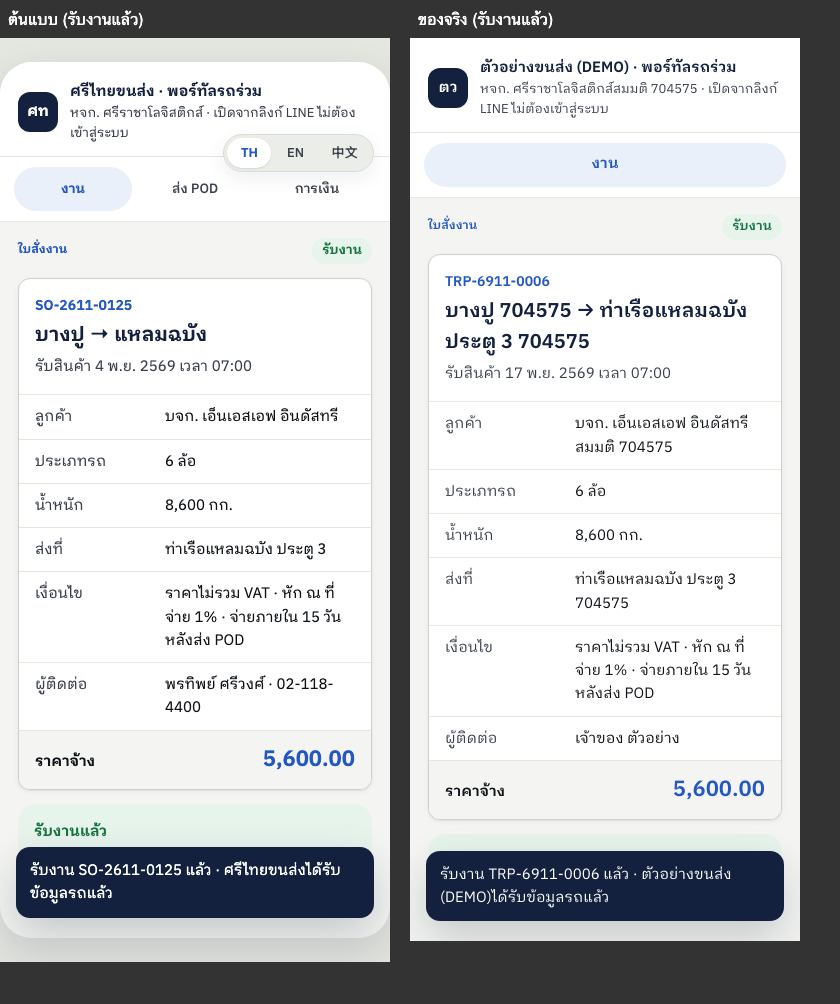 ต้นแบบ (รับงานแล้ว)
ศท
ศรีไทยขนส่ง · พอร์ทัลรถร่วม
หจก. ศรีราชาโลจิสติกส์ · เปิดจากลิงก์ LINE ไม่ต้อง
เข้าสู่ระบบ
TH EN 中文
งาน ส่ง POD การเงิน
ใบสั่งงาน รับงาน
SO-2611-0125
บางปู → แหลมฉบัง
รับสินค้า 4 พ.ย. 2569 เวลา 07:00
ลูกค้า บจก. เอ็นเอสเอฟ อินดัสทรี
ประเภทรถ 6 ล้อ
น้ำหนัก 8,600 กก.
ส่งที่ ท่าเรือแหลมฉบัง ประตู 3
เงื่อนไข ราคาไม่รวม VAT · หัก ณ ที่
จ่าย 1% · จ่ายภายใน 15 วัน
หลังส่ง POD
ผู้ติดต่อ พรทิพย์ ศรีวงศ์ · 02-118-
4400
ราคาจ้าง 5,600.00
รับงานแล้ว
รับงาน SO-2611-0125 แล้ว · ศรีไทยขนส่งได้รับ
ข้อมูลรถแล้ว
ของจริง (รับงานแล้ว)
ตว
ตัวอย่างขนส่ง (DEMO) · พอร์ทัลรถร่วม
หจก. ศรีราชาโลจิสติกส์สมมติ 704575 · เปิดจากลิงก์
LINE ไม่ต้องเข้าสู่ระบบ
งาน
ใบสั่งงาน รับงาน
TRP-6911-0006
บางปู 704575 → ท่าเรือแหลมฉบัง
ประตู 3 704575
รับสินค้า 17 พ.ย. 2569 เวลา 07:00
ลูกค้า บจก. เอ็นเอสเอฟ อินดัสทรี
สมมติ 704575
ประเภทรถ 6 ล้อ
น้ำหนัก 8,600 กก.
ส่งที่ ท่าเรือแหลมฉบัง ประตู 3
704575
เงื่อนไข ราคาไม่รวม VAT · หัก ณ ที่
จ่าย 1% · จ่ายภายใน 15 วัน
หลังส่ง POD
ผู้ติดต่อ เจ้าของ ตัวอย่าง
ราคาจ้าง 5,600.00
รับงาน TRP-6911-0006 แล้ว · ตัวอย่างขนส่ง
(DEMO)ได้รับข้อมูลรถแล้ว